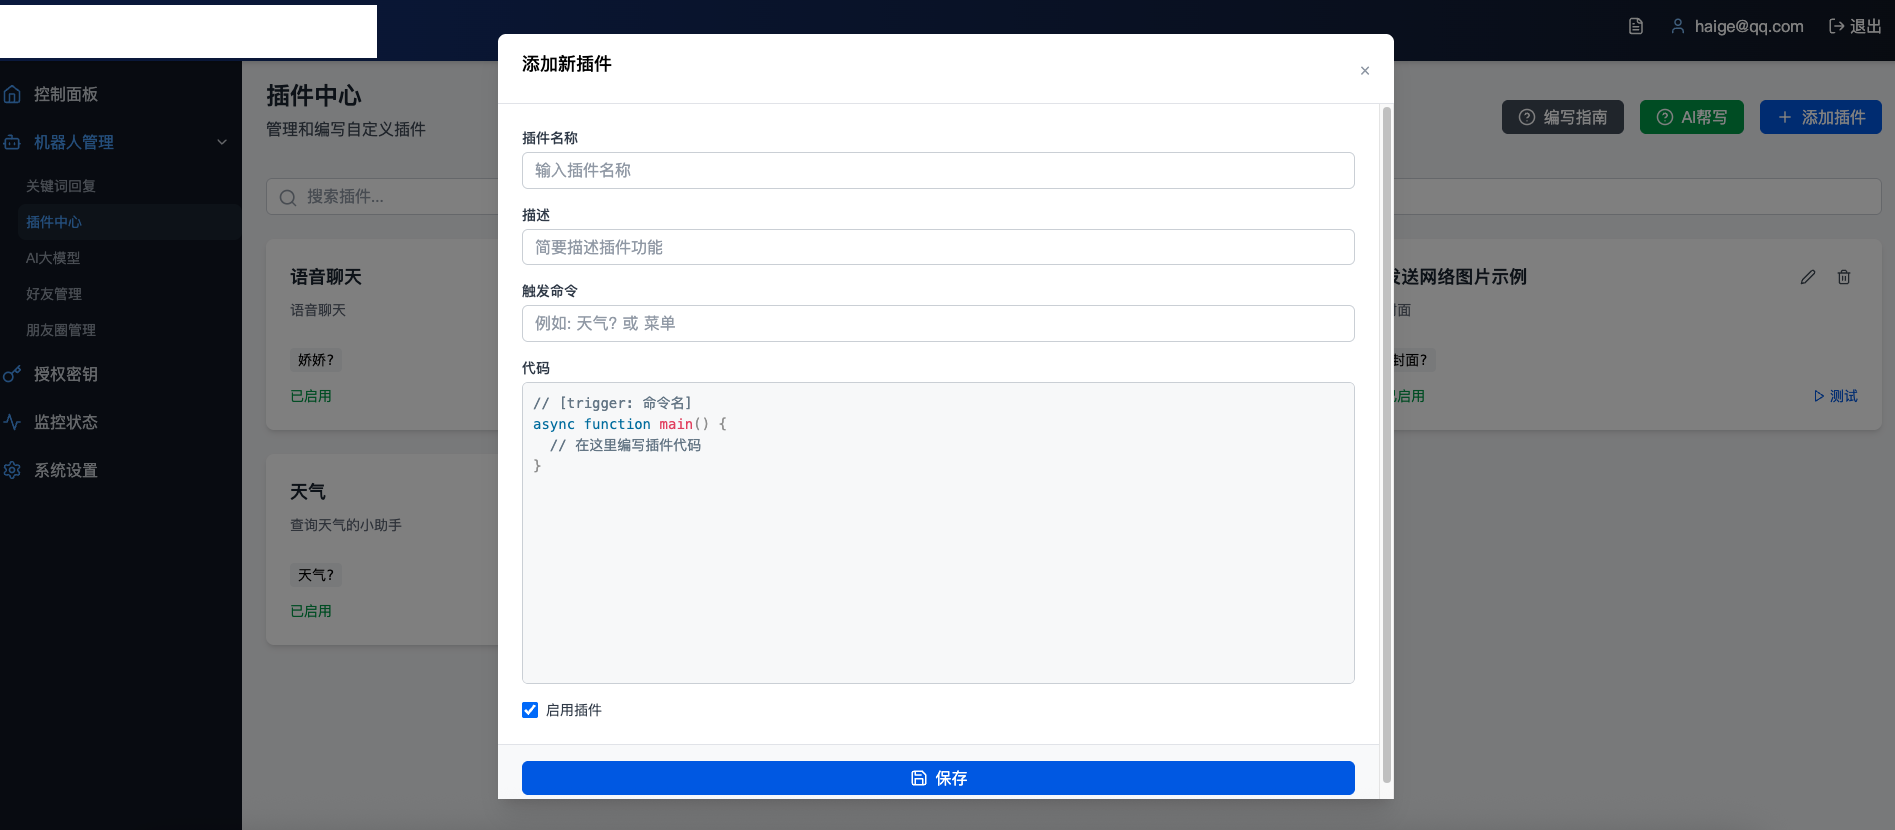 haige@qq.com
退出
控制面板
机器人管理
关键词回复
插件中心
AI大模型
好友管理
朋友圈管理
授权密钥
监控状态
系统设置
插件中心
管理和编写自定义插件
编写指南
AI帮写
添加插件
搜索插件...
语音聊天
语音聊天
娇娇?
已启用
天气
查询天气的小助手
天气?
已启用
送网络图片示例
面
封面?
启用
测试
添加新插件
×
插件名称
输入插件名称
描述
简要描述插件功能
触发命令
例如: 天气? 或 菜单
代码
// [trigger: 命令名]
async function main() {
  // 在这里编写插件代码
}
启用插件
保存